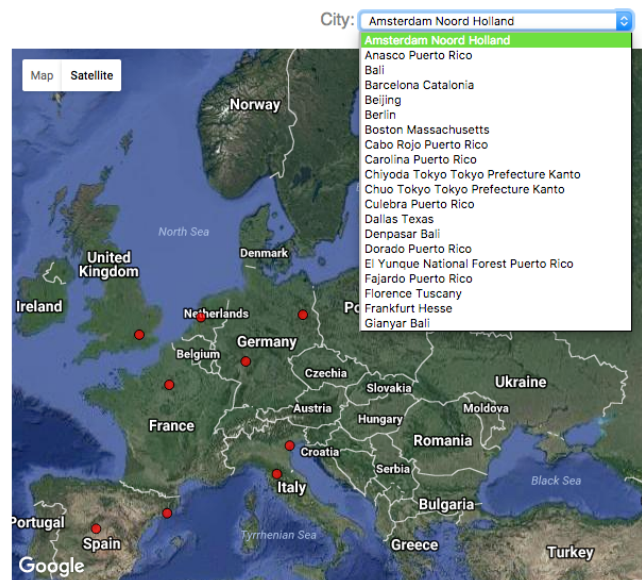 City: Amsterdam Noord Holland
Amsterdam Noord Holland
Anasco Puerto Rico
Bali
Barcelona Catalonia
Beijing
Berlin
Boston Massachusetts
Cabo Rojo Puerto Rico
Carolina Puerto Rico
Chiyoda Tokyo Tokyo Prefecture Kanto
Chuo Tokyo Tokyo Prefecture Kanto
Culebra Puerto Rico
Dallas Texas
Denpasar Bali
Dorado Puerto Rico
El Yunque National Forest Puerto Rico
Fajardo Puerto Rico
Florence Tuscany
Frankfurt Hesse
Gianyar Bali
Map Satellite
Norway
North Sea
Denmark
United
Kingdom
Ireland
Netherlands
Po
Germany
Belgium
Czechia
Slovakia
Ukraine
Austria
Moldova
Hungary
France
Romania
Croatia
Serbia
Italy
Black Sea
Bulgaria
Portugal
Spain
Tyrrhenian Sea
Greece
Turkey
Google